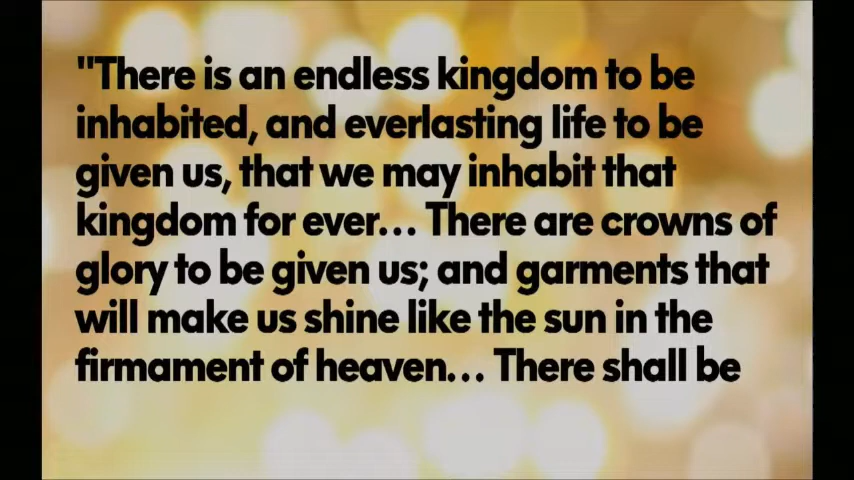 "There is an endless kingdom to be
inhabited, and everlasting life to be
given us, that we may inhabit that
kingdom for ever... There are crowns of
glory to be given us; and garments that
will make us shine like the sun in the
firmament of heaven... There shall be